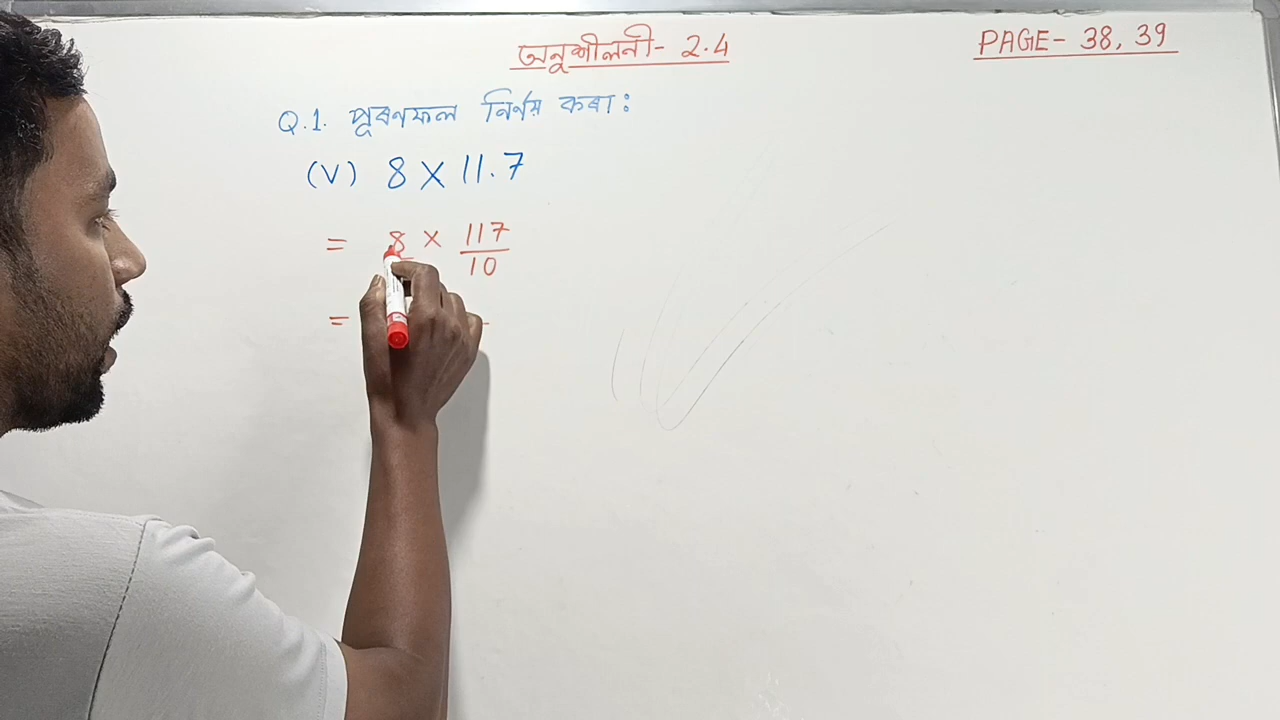 অনুশীলনী- 2.4
PAGE- 38, 39
Q.1. পূৰণফল নিৰ্ণয় কৰা :
(V) 8 X 11.7
= 8 × 117/10
=